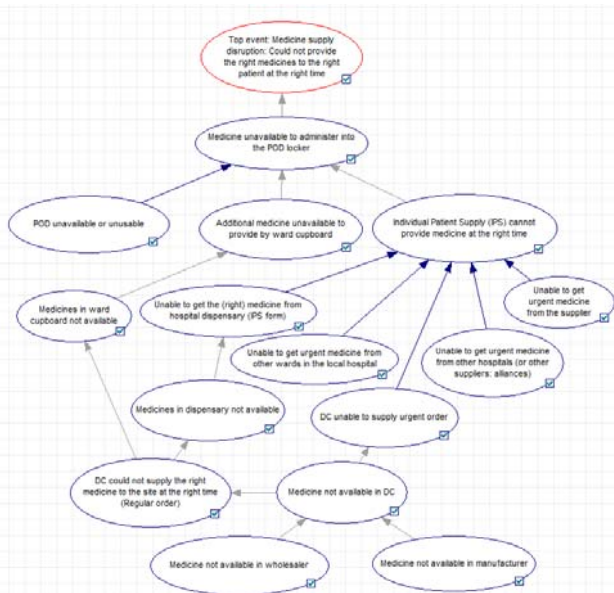 Top event: Medicine supply
disruption: Could not provide
the right medicines to the right
patient at the right time
Medicine unavailable to administer into
the POD locker
POD unavailable or unusable
Additional medicine unavailable to
provide by ward cupboard
Individual Patient Supply (IPS) cannot
provide medicine at the right time
Medicines in ward
cupboard not available
Unable to get the (right) medicine from
hospital dispensary (IPS form)
Unable to get
urgent medicine
from the supplier
Unable to get urgent medicine from
other wards in the local hospital
Unable to get urgent medicine
from other hospitals (or other
suppliers: alliances)
Medicines in dispensary not available
DC unable to supply urgent order
DC could not supply the right
medicine to the site at the right time
(Regular order)
Medicine not available in DC
Medicine not available in wholesaler
Medicine not available in manufacturer